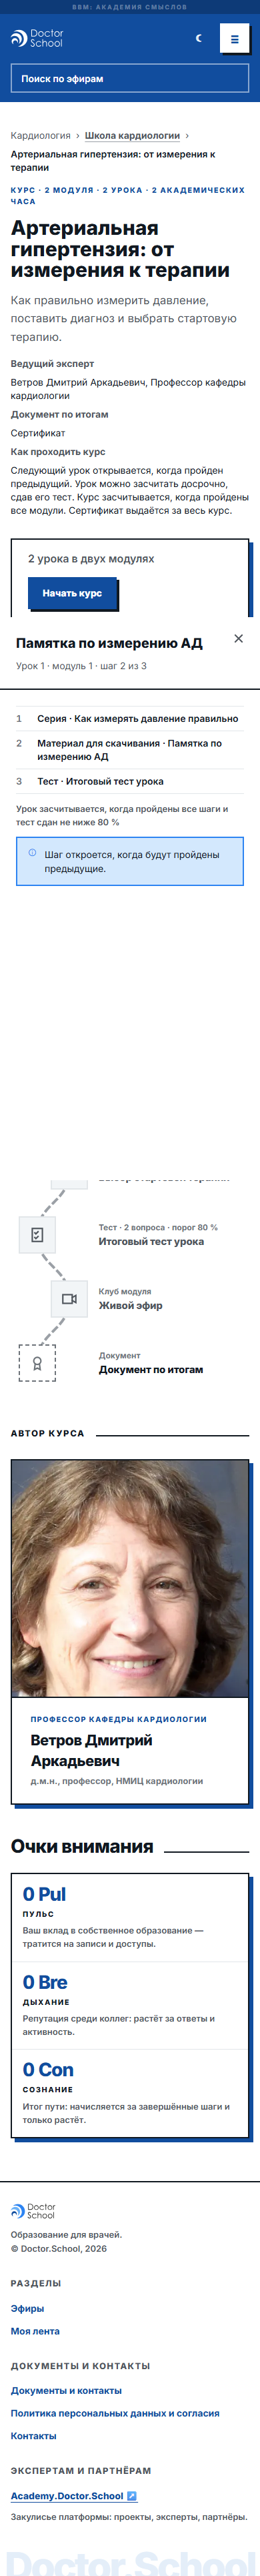 ВВМ: АКАДЕМИЯ СМЫСЛОВ
Doctor
School
Поиск по эфирам
Кардиология › Школа кардиологии ›
Артериальная гипертензия: от измерения к
терапии
КУРС · 2 МОДУЛЯ · 2 УРОКА · 2 АКАДЕМИЧЕСКИХ
ЧАСА
Артериальная
гипертензия: от
измерения к терапии
Как правильно измерить давление,
поставить диагноз и выбрать стартовую
терапию.
Ведущий эксперт
Ветров Дмитрий Аркадьевич, Профессор кафедры
кардиологии
Документ по итогам
Сертификат
Как проходить курс
Следующий урок открывается, когда пройден
предыдущий. Урок можно засчитать досрочно,
сдав его тест. Курс засчитывается, когда пройдены
все модули. Сертификат выдаётся за весь курс.
2 урока в двух модулях
Начать курс
Памятка по измерению АД
Урок 1 · модуль 1 · шаг 2 из 3
1 Серия · Как измерять давление правильно
2 Материал для скачивания · Памятка по
измерению АД
3 Тест · Итоговый тест урока
Урок засчитывается, когда пройдены все шаги и
тест сдан не ниже 80 %
Шаг откроется, когда будут пройдены
предыдущие.
Тест · 2 вопроса · порог 80 %
Итоговый тест урока
Клуб модуля
Живой эфир
Документ
Документ по итогам
АВТОР КУРСА
ПРОФЕССОР КАФЕДРЫ КАРДИОЛОГИИ
Ветров Дмитрий
Аркадьевич
д.м.н., профессор, НМИЦ кардиологии
Очки внимания
0 Pul
ПУЛЬС
Ваш вклад в собственное образование —
тратится на записи и доступы.
0 Bre
ДЫХАНИЕ
Репутация среди коллег: растёт за ответы и
активность.
0 Con
СОЗНАНИЕ
Итог пути: начисляется за завершённые шаги и
только растёт.
Doctor
School
Образование для врачей.
© Doctor.School, 2026
РАЗДЕЛЫ
Эфиры
Моя лента
ДОКУМЕНТЫ И КОНТАКТЫ
Документы и контакты
Политика персональных данных и согласия
Контакты
ЭКСПЕРТАМ И ПАРТНЁРАМ
Academy.Doctor.School
Закулисье платформы: проекты, эксперты, партнёры.
Doctor.School